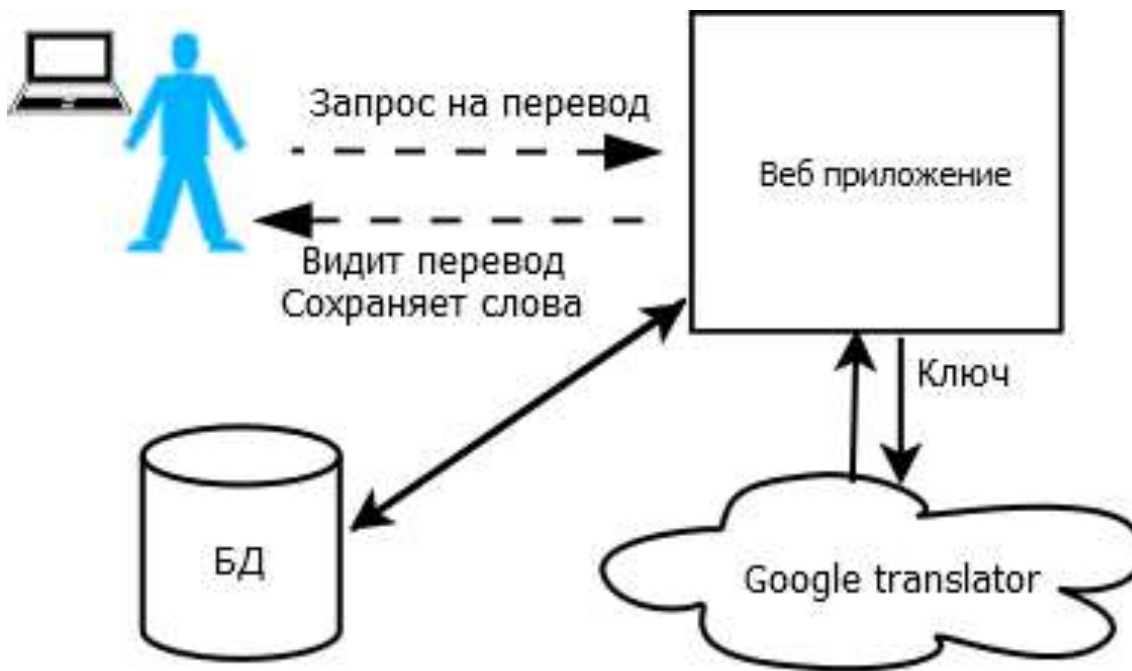 Запрос на перевод
Веб приложение
Видит перевод
Сохраняет слова
Ключ
БД
Google translator